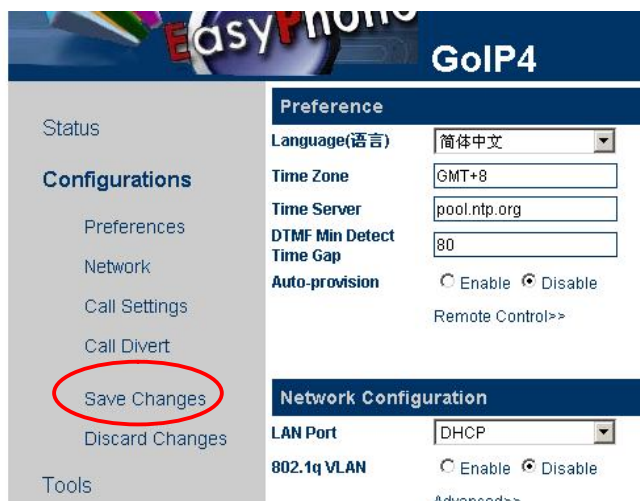 EasyPhone
GoIP4
Status
Configurations
Preferences
Network
Call Settings
Call Divert
Save Changes
Discard Changes
Tools
Preference
Language(语言) 简体中文
Time Zone GMT+8
Time Server pool.ntp.org
DTMF Min Detect
Time Gap 80
Auto-provision Enable Disable
Remote Control>>
Network Configuration
LAN Port DHCP
802.1q VLAN Enable Disable
Advanced>>